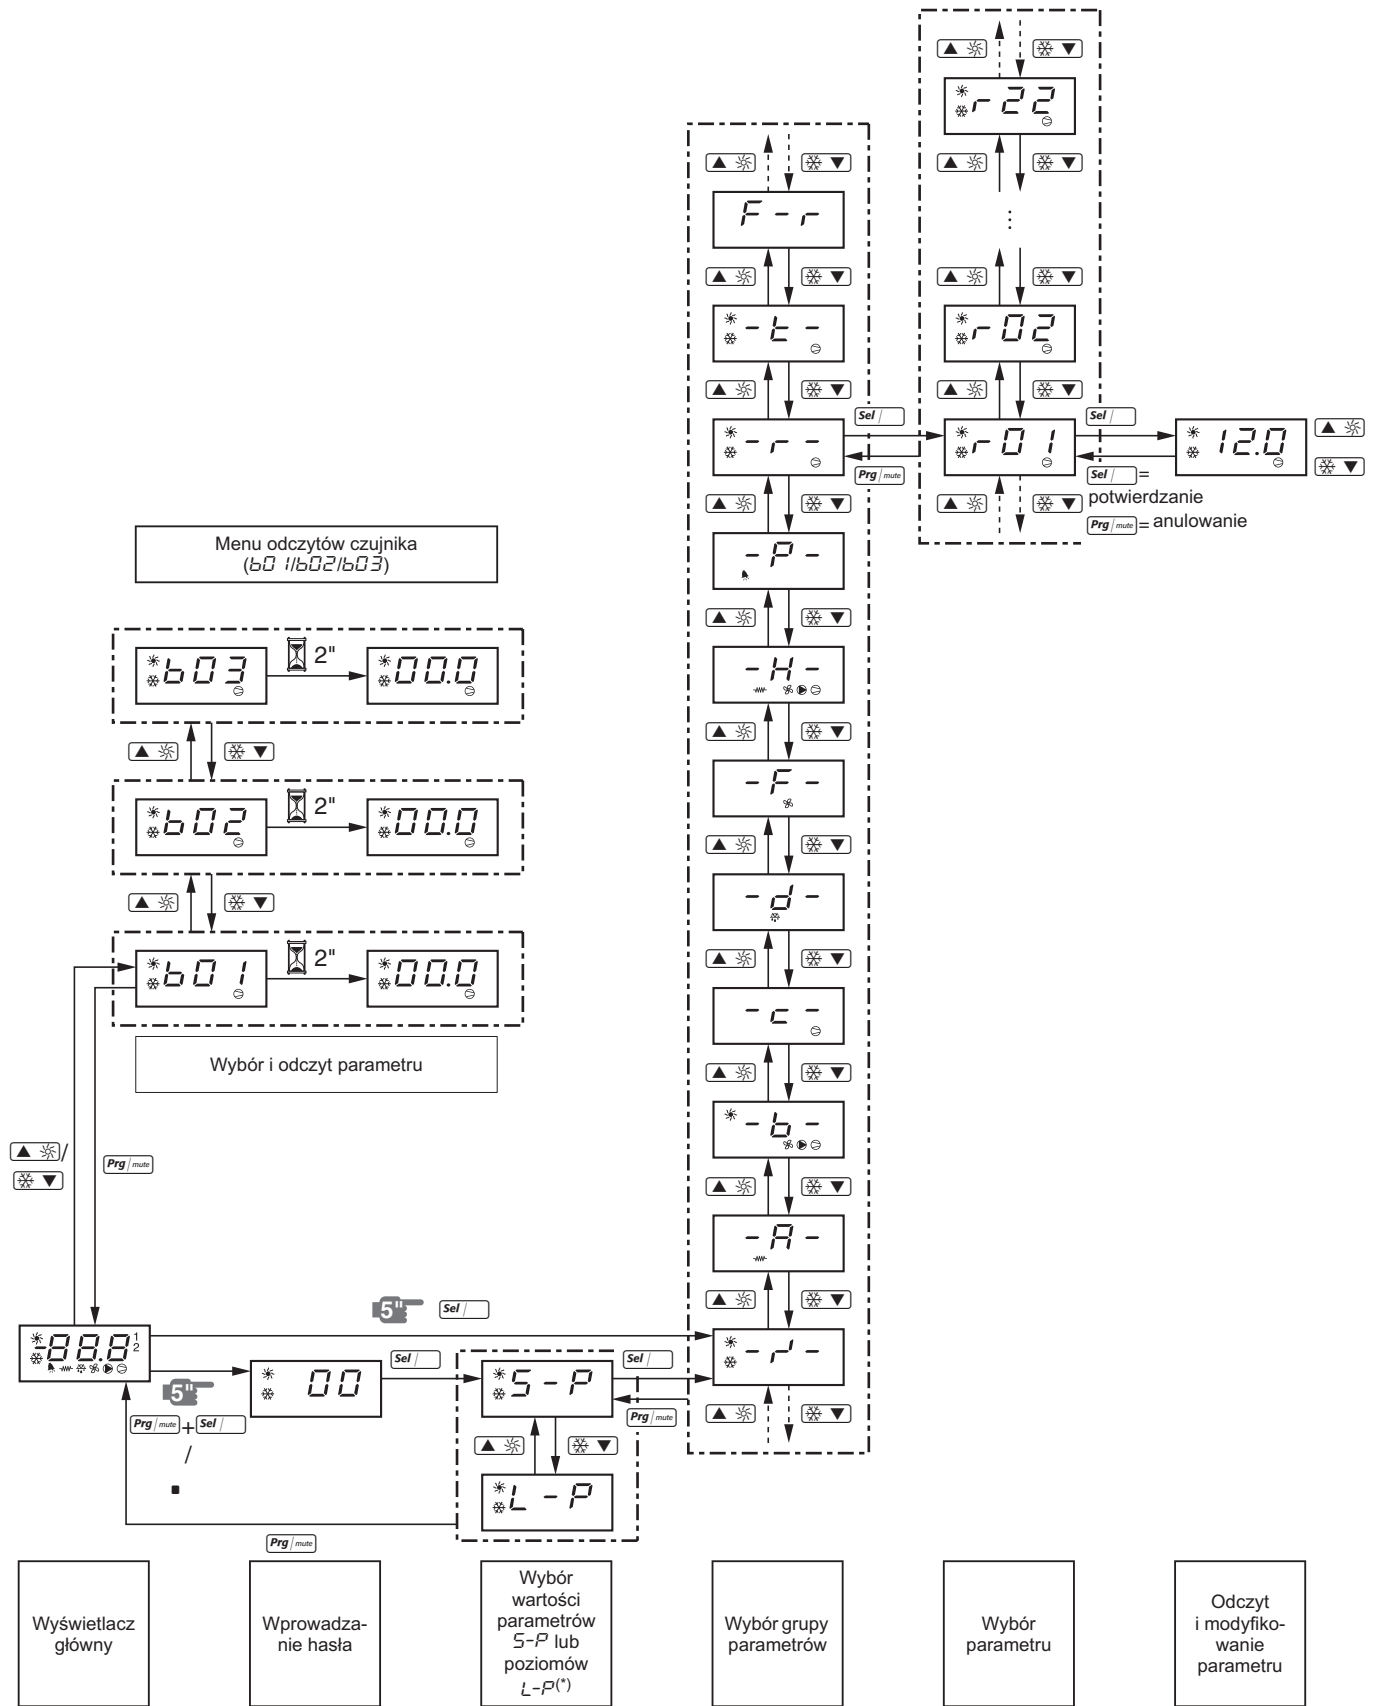 r22
F-r
-t-
r02
Sel
Sel
-r-
r01
12.0
Prg/mute
Sel =
potwierdzanie
Prg/mute = anulowanie
-P-
Menu odczytów czujnika
(b01/b02/b03)
-H-
b03
2"
00.0
-F-
b02
2"
00.0
-d-
b01
2"
00.0
-c-
Wybór i odczyt parametru
-b-
/
Prg/mute
-A-
5"
Sel
-88.8
1
2
-/-
Sel
Sel
00
S-P
5"
Prg/mute
Prg/mute + Sel
/
L-P
Prg/mute
Wyświetlacz
główny
Wprowadza-
nie hasła
Wybór
wartości
parametrów
S-P lub
poziomów
L-P(*)
Wybór grupy
parametrów
Wybór
parametru
Odczyt
i modyfiko-
wanie
parametru